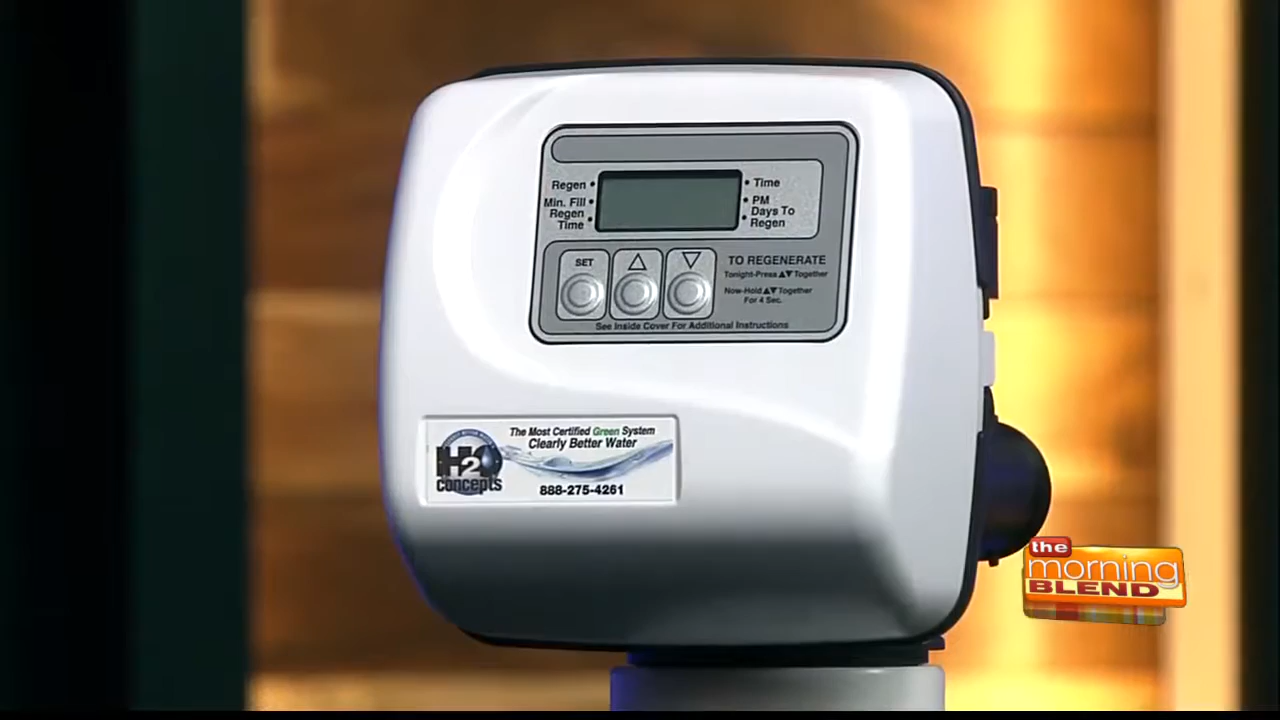 Regen
Min. Fill
Regen
Time
Time
PM
Days To
Regen
SET
TO REGENERATE
Tonight-Press ▲▼ Together
Now-Hold ▲▼ Together
For 4 Sec.
See Inside Cover For Additional Instructions
H2O
concepts
The Most Certified Green System
Clearly Better Water
888-275-4261
the
morning
BLEND